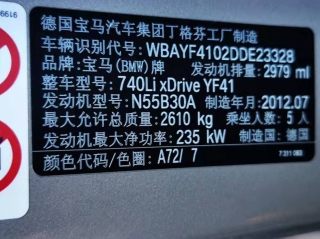 德国宝马汽车集团丁格芬工厂制造
车辆识别代号: WBAYF4102DDE23328
品牌: 宝马(BMW)牌 发动机排量: 2979 ml
整车型号: 740Li xDrive YF41
发动机型号: N55B30A 制造年月: 2012.07
最大允许总质量: 2610 kg 乘坐人数: 5 人
发动机最大净功率: 235 kW 制造国: 德国
颜色代码/色圈: A72/ 7
7 311 063